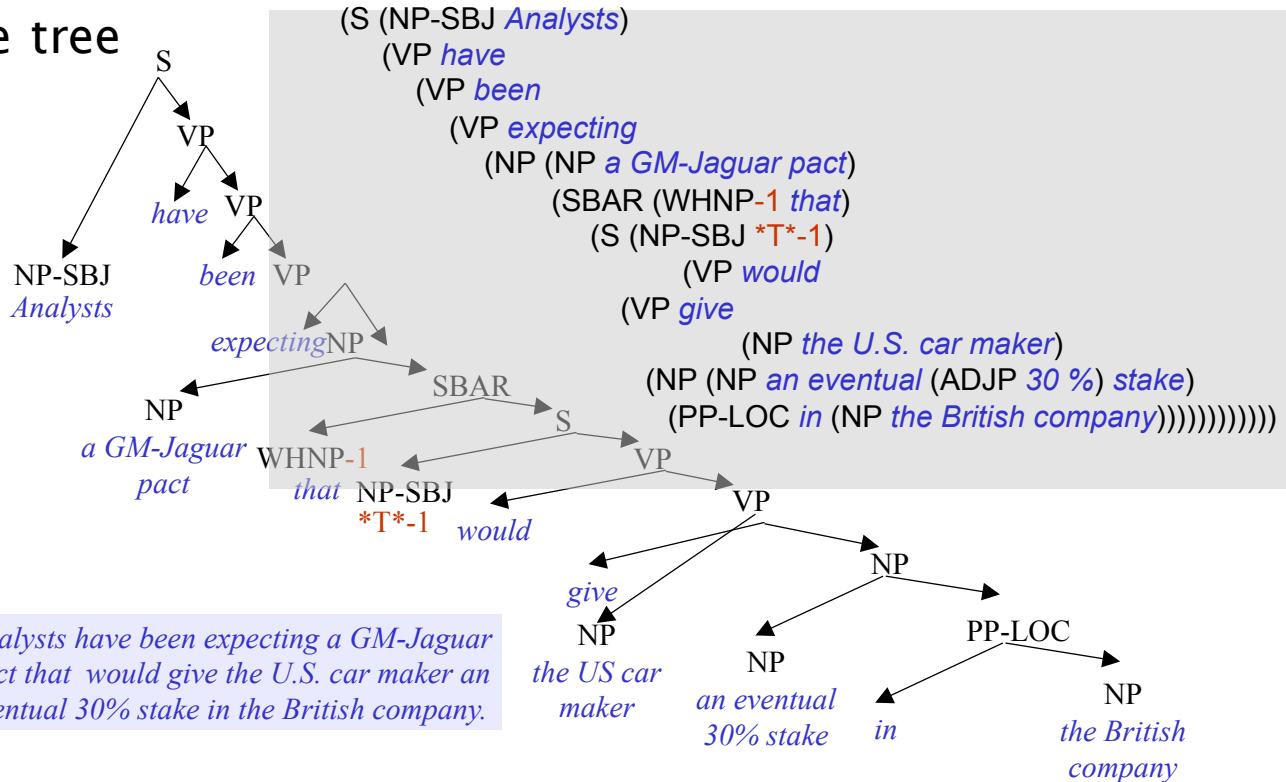 e tree
(S (NP-SBJ Analysts)
(VP have
(VP been
(VP expecting
(NP (NP a GM-Jaguar pact)
(SBAR (WHNP-1 that)
(S (NP-SBJ *T*-1)
(VP would
(VP give
(NP the U.S. car maker)
(NP (NP an eventual (ADJP 30 %) stake)
(PP-LOC in (NP the British company))))))))))))
S
VP
have VP
NP-SBJ been VP
Analysts
expecting NP
NP SBAR
a GM-Jaguar S
pact WHNP-1 VP
that NP-SBJ VP
*T*-1 would
give NP
NP PP-LOC
the US car NP
maker an eventual in NP
30% stake the British
company
alysts have been expecting a GM-Jaguar
ct that would give the U.S. car maker an
entual 30% stake in the British company.